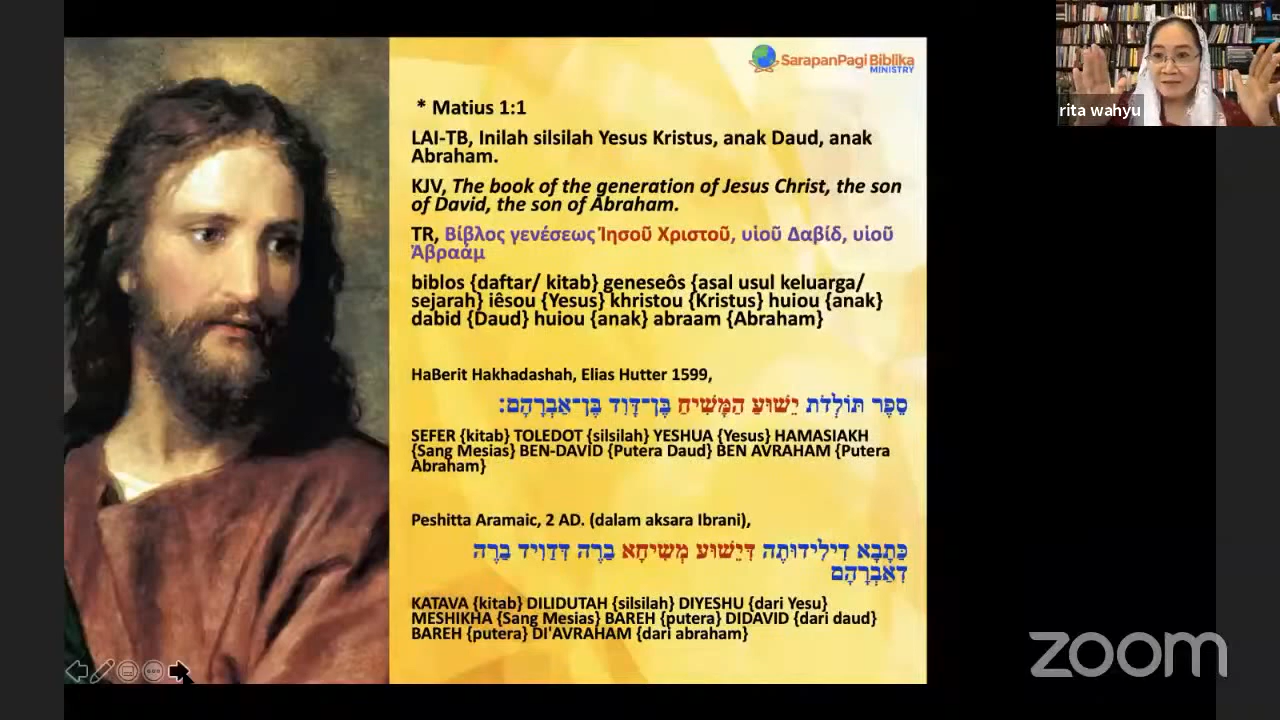 SarapanPagi Biblika
MINISTRY
rita wahyu
* Matius 1:1
LAI-TB, Inilah silsilah Yesus Kristus, anak Daud, anak
Abraham.
KJV, The book of the generation of Jesus Christ, the son
of David, the son of Abraham.
TR, Βίβλος γενέσεως Ἰησοῦ Χριστοῦ, υἱοῦ Δαβίδ, υἱοῦ
Ἀβραάμ
biblos {daftar/ kitab} geneseôs {asal usul keluarga/
sejarah} iêsou {Yesus} khristou {Kristus} huiou {anak}
dabid {Daud} huiou {anak} abraam {Abraham}
HaBerit Hakhadashah, Elias Hutter 1599,
סֵפֶר תּוֹלְדֹת יֵשׁוּעַ הַמָּשִׁיחַ בֶּן־דָּוִד בֶּן־אַבְרָהָם׃
SEFER {kitab} TOLEDOT {silsilah} YESHUA {Yesus} HAMASIAKH
{Sang Mesias} BEN-DAVID {Putera Daud} BEN AVRAHAM {Putera
Abraham}
Peshitta Aramaic, 2 AD. (dalam aksara Ibrani),
כַּתָבָא דִילִידוּתֶה דְּיֵשׁוּע מְשִׁיחָא בַּרֶה דְּדַוִיד בַּרֶה
דְאַבְרָהָם
KATAVA {kitab} DILIDUTAH {silsilah} DIYESHU {dari Yesu}
MESHIKHA {Sang Mesias} BAREH {putera} DIDAVID {dari daud}
BAREH {putera} DI'AVRAHAM {dari abraham}
zoom